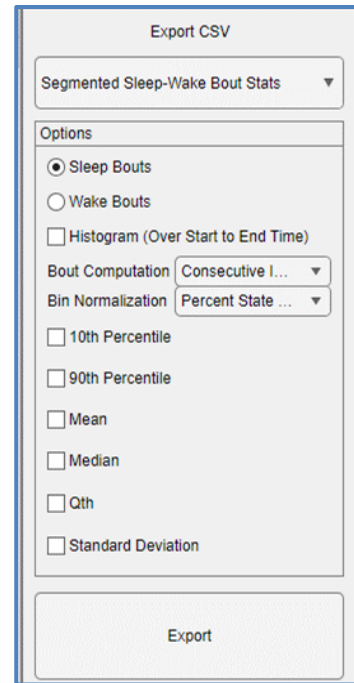 Export CSV
Segmented Sleep-Wake Bout Stats
Options
Sleep Bouts
Wake Bouts
Histogram (Over Start to End Time)
Bout Computation Consecutive I...
Bin Normalization Percent State ...
10th Percentile
90th Percentile
Mean
Median
Qth
Standard Deviation
Export